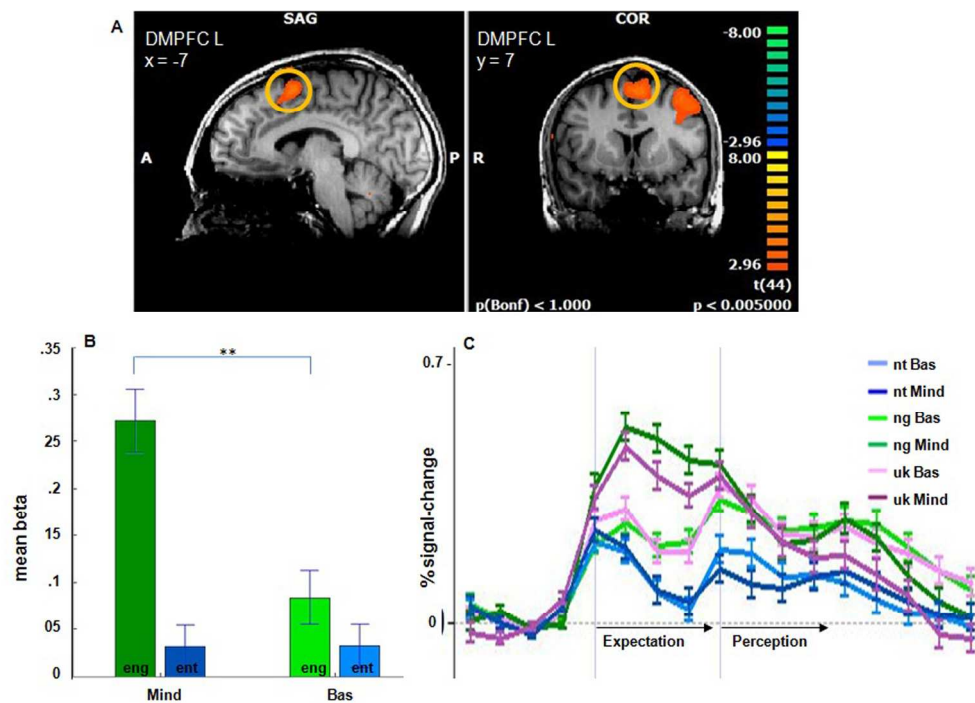 A
SAG
DMPFC L
x = -7
A
P
COR
DMPFC L
y = 7
R
-8.00
-2.96
8.00
2.96
t(44)
p(Bonf) < 1.000
p < 0.005000
B
mean beta
.35
.3
25
.2
15
.1
05
0
**
eng
ent
eng
ent
Mind
Bas
C
% signal-change
0.7
0
Expectation
Perception
nt Bas
nt Mind
ng Bas
ng Mind
uk Bas
uk Mind